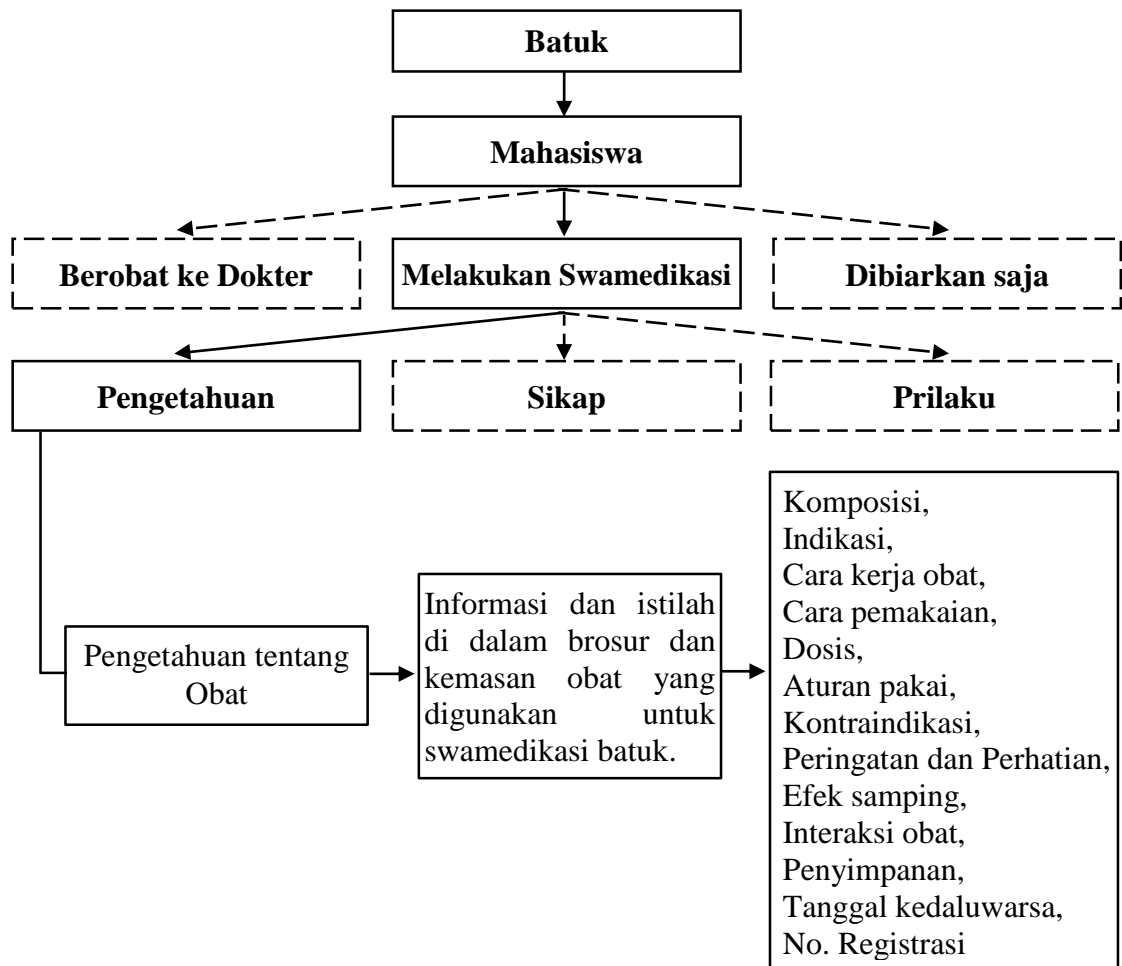 Batuk
Mahasiswa
Berobat ke Dokter
Melakukan Swamedikasi
Dibiarkan saja
Pengetahuan
Sikap
Prilaku
Pengetahuan tentang
Obat
Informasi dan istilah
di dalam brosur dan
kemasan obat yang
digunakan untuk
swamedikasi batuk.
Komposisi,
Indikasi,
Cara kerja obat,
Cara pemakaian,
Dosis,
Aturan pakai,
Kontraindikasi,
Peringatan dan Perhatian,
Efek samping,
Interaksi obat,
Penyimpanan,
Tanggal kedaluwarsa,
No. Registrasi